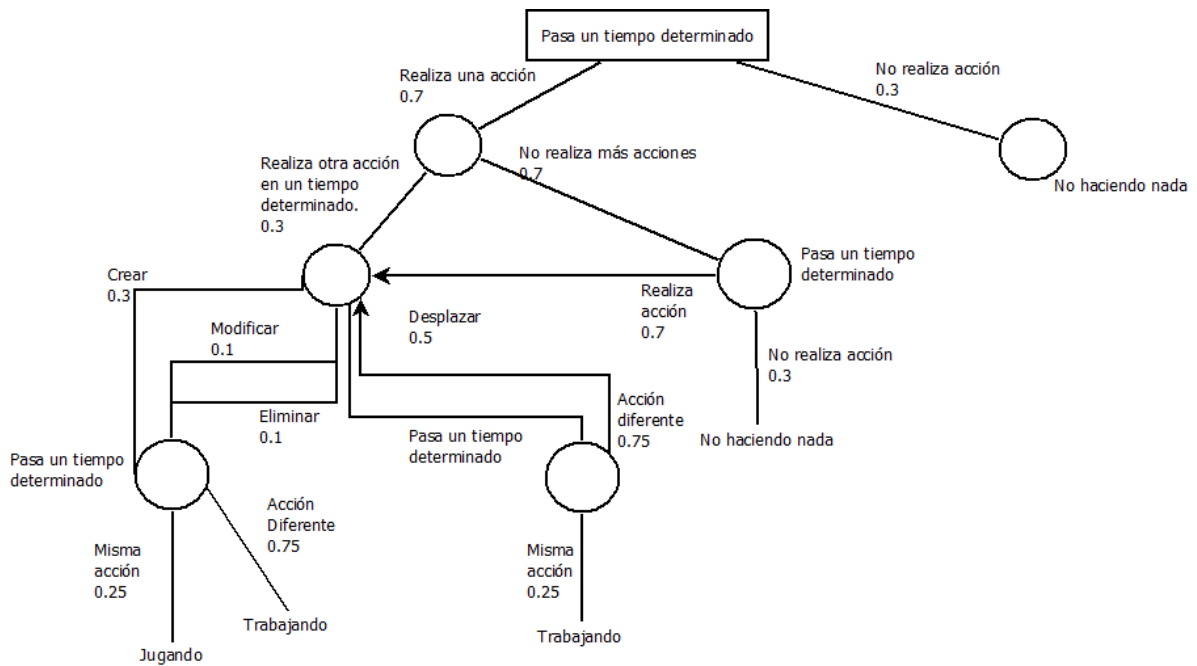 Pasa un tiempo determinado
Realiza una acción
0.7
No realiza acción
0.3
Realiza otra acción
en un tiempo
determinado.
0.3
No realiza más acciones
0.7
No haciendo nada
Pasa un tiempo
determinado
Crear
0.3
Realiza
acción
0.7
Desplazar
0.5
Modificar
0.1
No realiza acción
0.3
Eliminar
0.1
Acción
diferente
0.75
Pasa un tiempo
determinado
No haciendo nada
Pasa un tiempo
determinado
Acción
Diferente
0.75
Misma
acción
0.25
Misma
acción
0.25
Trabajando
Trabajando
Jugando